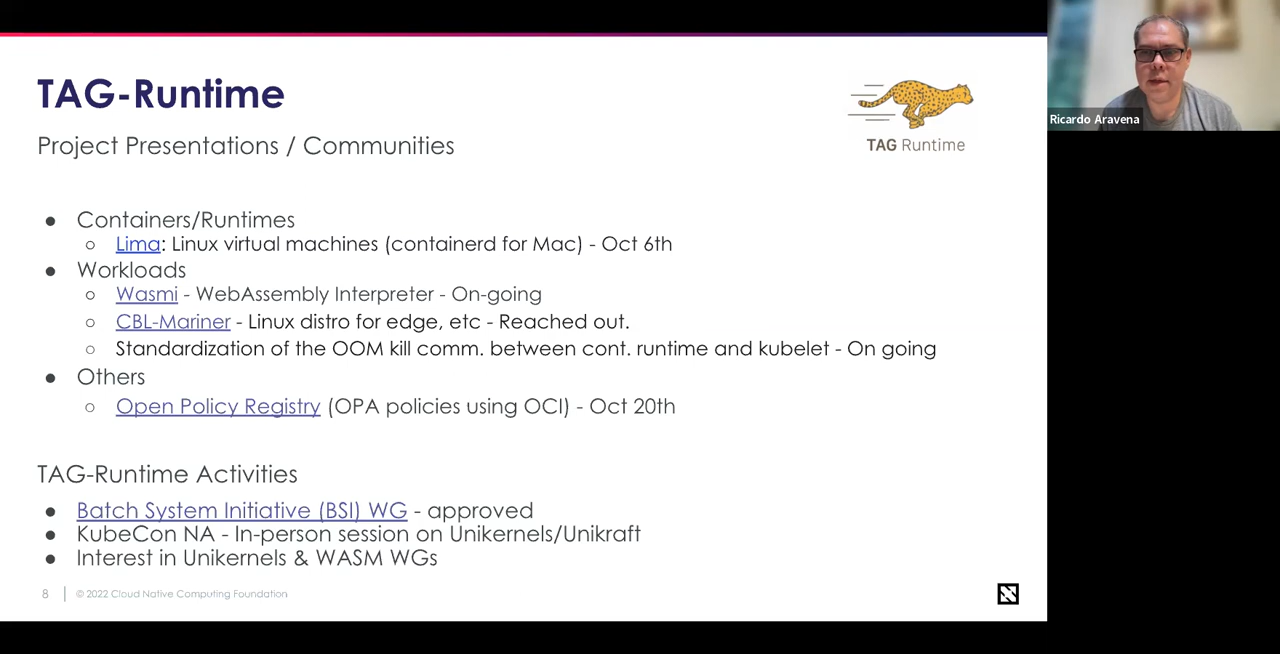 TAG-Runtime
Project Presentations / Communities
TAG Runtime
Ricardo Aravena
● Containers/Runtimes
○ Lima: Linux virtual machines (containerd for Mac) - Oct 6th
● Workloads
○ Wasmi - WebAssembly Interpreter - On-going
○ CBL-Mariner - Linux distro for edge, etc - Reached out.
○ Standardization of the OOM kill comm. between cont. runtime and kubelet - On going
● Others
○ Open Policy Registry (OPA policies using OCI) - Oct 20th
TAG-Runtime Activities
● Batch System Initiative (BSI) WG - approved
● KubeCon NA - In-person session on Unikernels/Unikraft
● Interest in Unikernels & WASM WGs
8 | © 2022 Cloud Native Computing Foundation